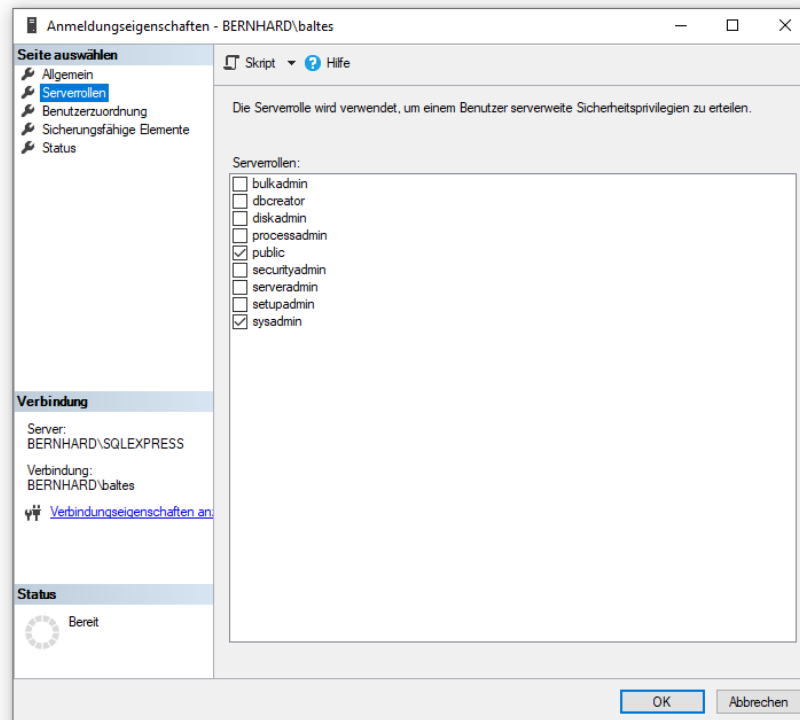 Anmeldungseigenschaften - BERNHARD\baltes
Seite auswählen
Allgemein
Serverrollen
Benutzerzuordnung
Sicherungsfähige Elemente
Status
Skript
Hilfe
Die Serverrolle wird verwendet, um einem Benutzer serverweite Sicherheitsprivilegien zu erteilen.
Serverrollen:
bulkadmin
dbcreator
diskadmin
processadmin
public
securityadmin
serveradmin
setupadmin
sysadmin
Verbindung
Server:
BERNHARD\SQLEXPRESS
Verbindung:
BERNHARD\baltes
Verbindungseigenschaften
Status
Bereit
OK
Abbrechen